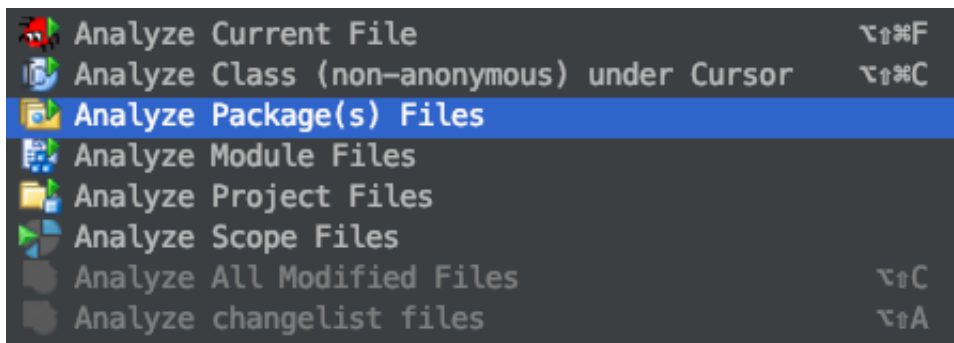 Analyze Current File ⌥⇧⌘F
Analyze Class (non-anonymous) under Cursor ⌥⇧⌘C
Analyze Package(s) Files
Analyze Module Files
Analyze Project Files
Analyze Scope Files
Analyze All Modified Files ⌥⇧C
Analyze changelist files ⌥⇧A